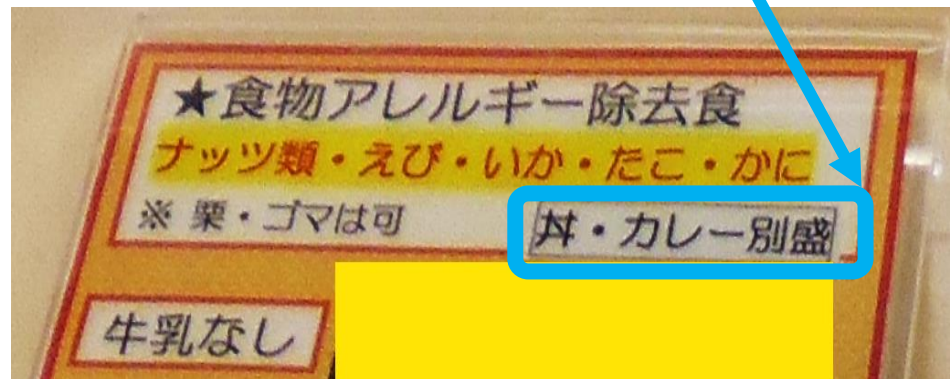 ★食物アレルギー除去食
ナッツ類・えび・いか・たこ・かに
※ 栗・ゴマは可 丼・カレー別盛
牛乳なし